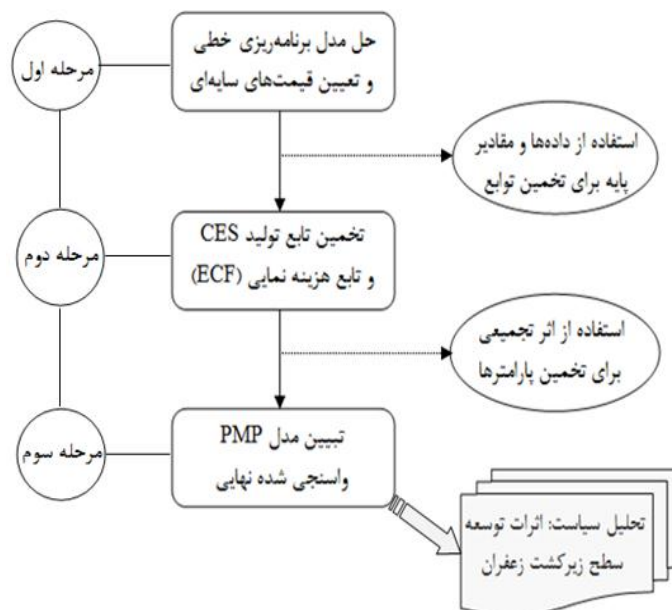 مرحله اول
حل مدل برنامه‌ریزی خطی
و تعیین قیمت‌های سایه‌ای
استفاده از داده‌ها و مقادیر
پایه برای تخمین توابع
مرحله دوم
تخمین تابع تولید CES
و تابع هزینه نمایی (ECF)
استفاده از اثر تجمیعی
برای تخمین پارامترها
مرحله سوم
تبیین مدل PMP
واسنجی شده نهایی
تحلیل سیاست: اثرات توسعه
سطح زیرکشت زعفران